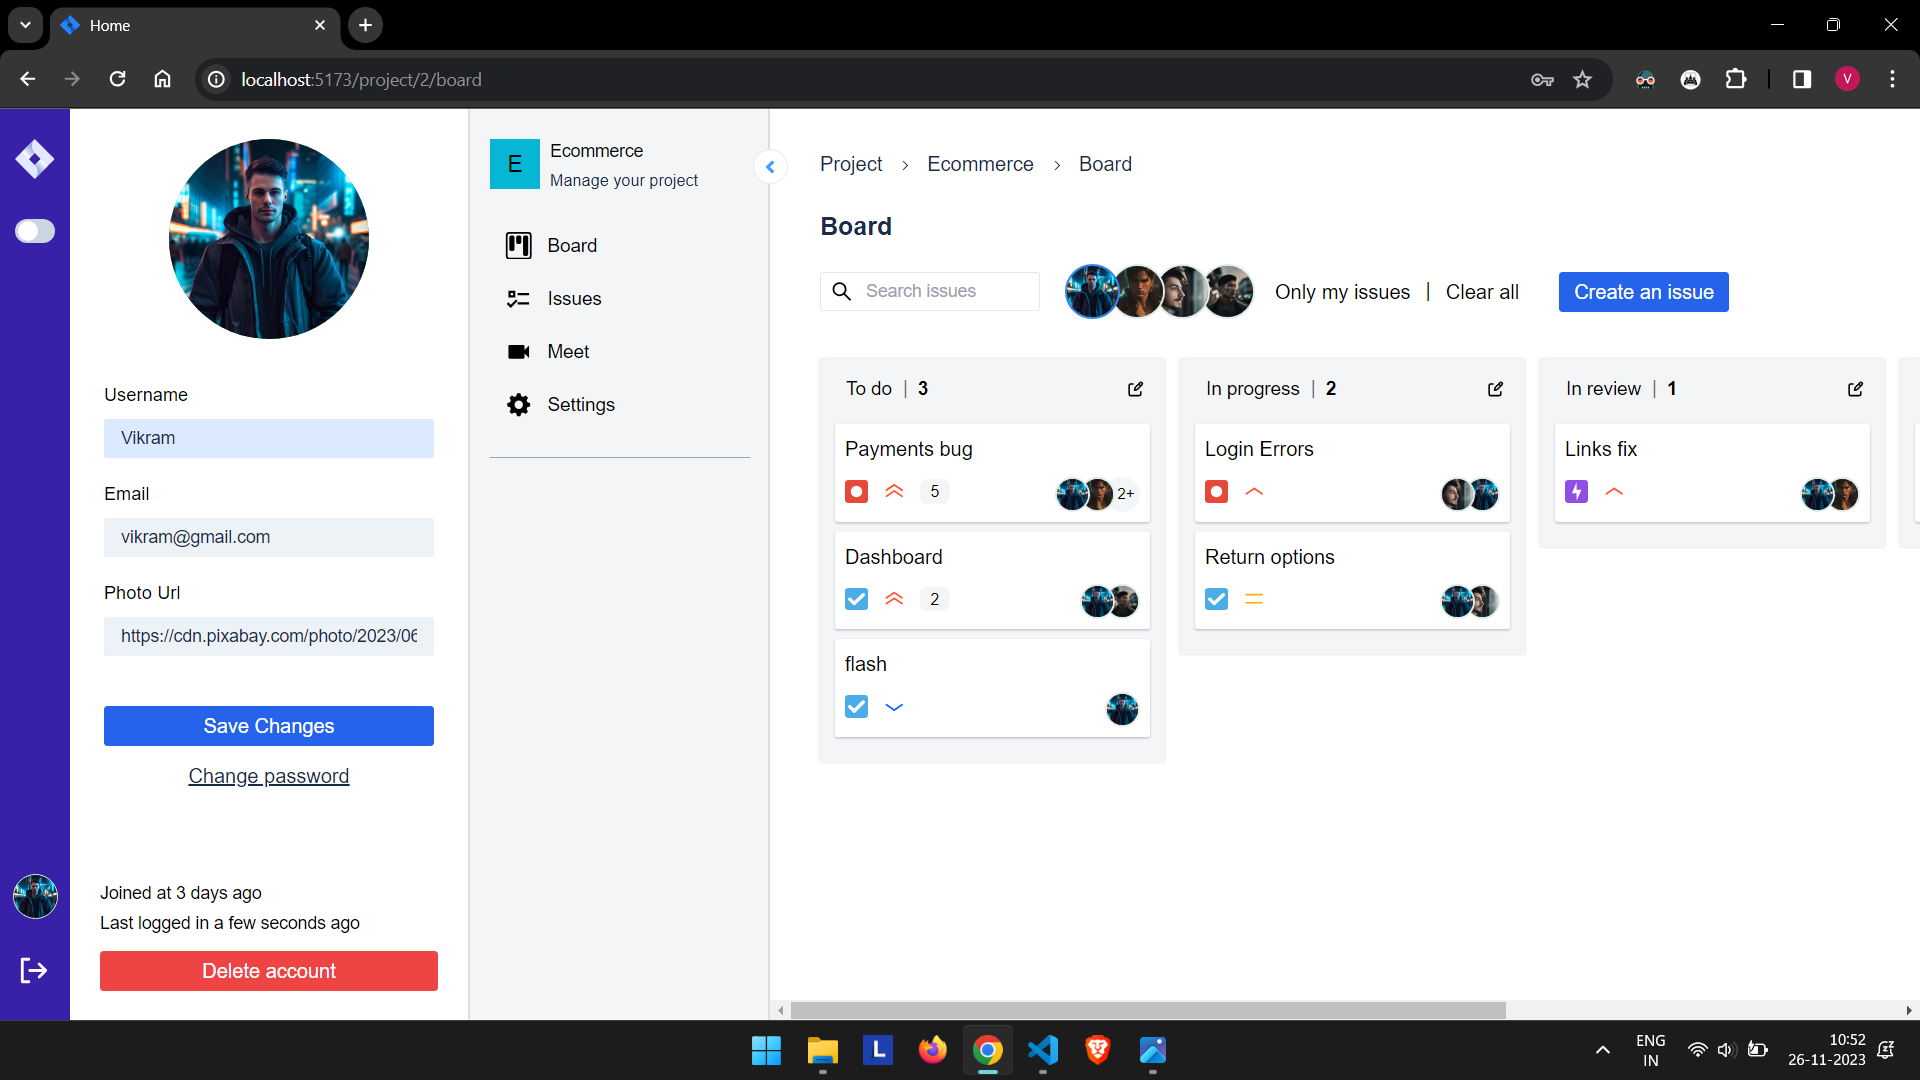 Home
localhost:5173/project/2/board
V
Username
Vikram
Email
vikram@gmail.com
Photo Url
https://cdn.pixabay.com/photo/2023/06
Save Changes
Change password
Joined at 3 days ago
Last logged in a few seconds ago
Delete account
E
Ecommerce
Manage your project
Board
Issues
Meet
Settings
Project > Ecommerce > Board
Board
Search issues
Only my issues | Clear all
Create an issue
To do | 3
Payments bug
5
2+
Dashboard
2
flash
In progress | 2
Login Errors
Return options
In review | 1
Links fix
L
ENG
IN
10:52
26-11-2023